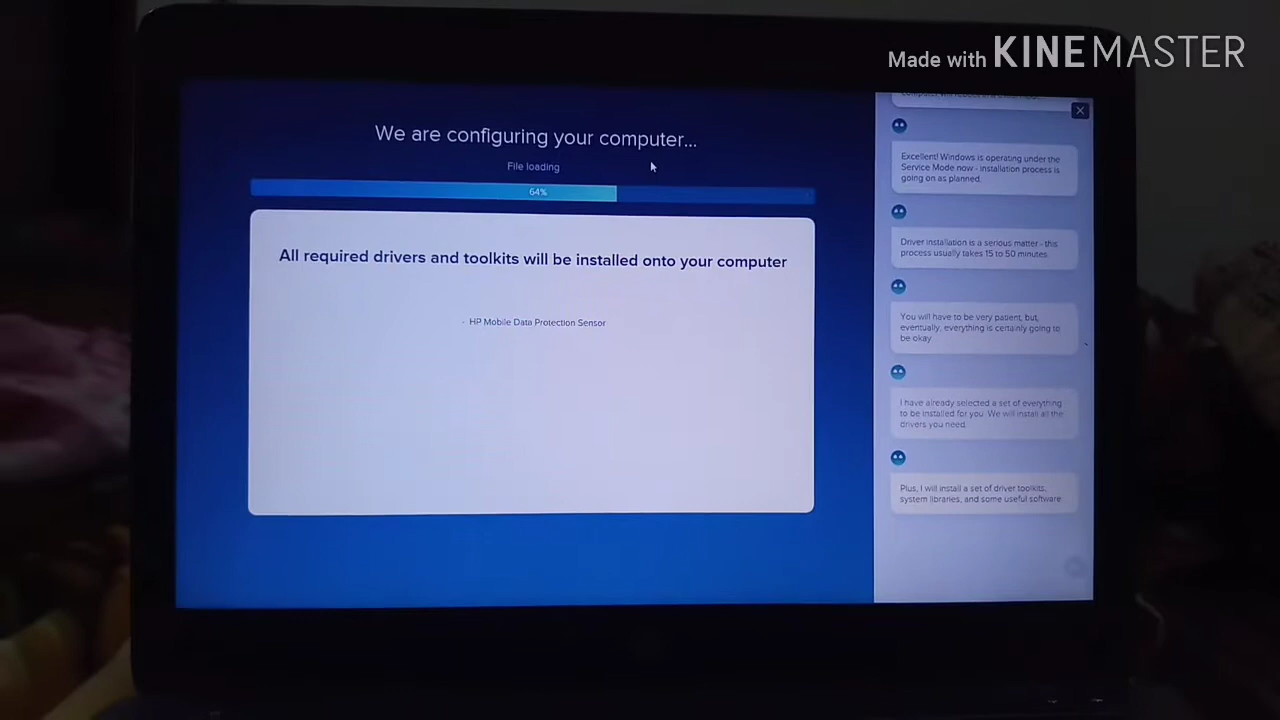 Made with KINEMASTER
We are configuring your computer...
File loading
64%
All required drivers and toolkits will be installed onto your computer
- HP Mobile Data Protection Sensor
Excellent! Windows is operating under the
Service Mode now - installation process is
going on as planned.
Driver installation is a serious matter - this
process usually takes 15 to 50 minutes.
You will have to be very patient, but,
eventually, everything is certainly going to
be okay.
I have already selected a set of everything
to be installed for you. We will install all the
drivers you need.
Plus, I will install a set of driver toolkits,
system libraries, and some useful software.